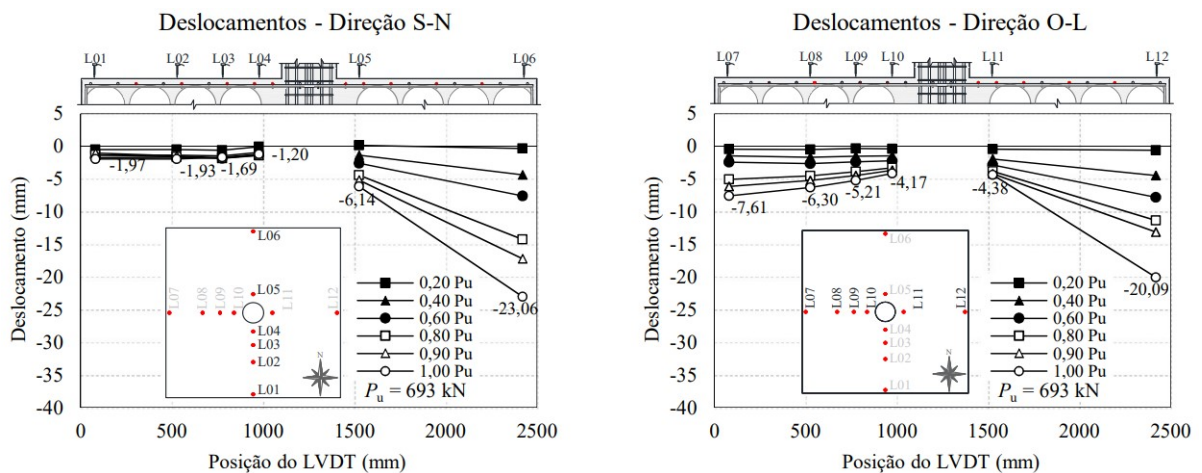 Deslocamentos - Direção S-N
L01 L02 L03 L04 L05 L06
5
0
-5
-10
-15
-20
-25
-30
-35
-40
Deslocamento (mm)
-1,97
-1,93
-1,69
-1,20
-6,14
-23,06
L06
L05
L07
L08
L09
L10
L11
L12
L04
L03
L02
L01
N
0,20 Pu
0,40 Pu
0,60 Pu
0,80 Pu
0,90 Pu
1,00 Pu
Pu = 693 kN
0 500 1000 1500 2000 2500
Posição do LVDT (mm)
Deslocamentos - Direção O-L
L07 L08 L09 L10 L11 L12
5
0
-5
-10
-15
-20
-25
-30
-35
-40
Deslocamento (mm)
-7,61
-6,30
-5,21
-4,17
-4,38
-20,09
L06
L05
L07
L08
L09
L10
L11
L12
L04
L03
L02
L01
N
0,20 Pu
0,40 Pu
0,60 Pu
0,80 Pu
0,90 Pu
1,00 Pu
Pu = 693 kN
0 500 1000 1500 2000 2500
Posição do LVDT (mm)